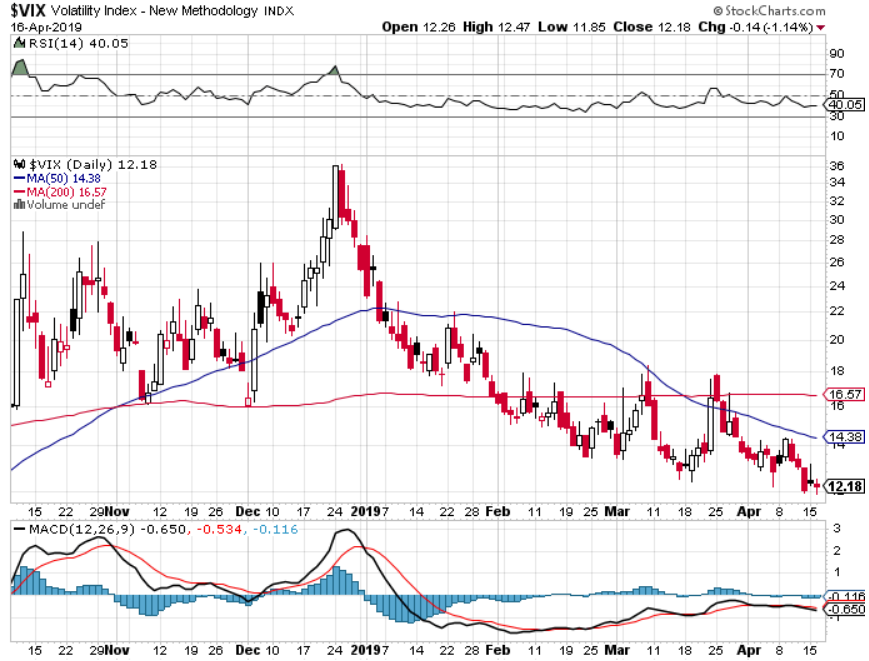 $VIX Volatility Index - New Methodology INDX
© StockCharts.com
16-Apr-2019
Open 12.26 High 12.47 Low 11.85 Close 12.18 Chg -0.14 (-1.14%)
RSI(14) 40.05
90
70
50
40.05
30
10
$VIX (Daily) 12.18
MA(50) 14.38
MA(200) 16.57
Volume undef
36
34
32
30
28
26
24
22
20
18
16.57
16
14.38
14
12.18
12
15 22 29 Nov 12 19 26 Dec 10 17 24 2019 7 14 22 28 Feb 11 19 25 Mar 11 18 25 Apr 8 15
MACD(12,26,9) -0.650, -0.534, -0.116
3
2
1
-0.116
-0.650
-1
15 22 29 Nov 12 19 26 Dec 10 17 24 2019 7 14 22 28 Feb 11 19 25 Mar 11 18 25 Apr 8 15